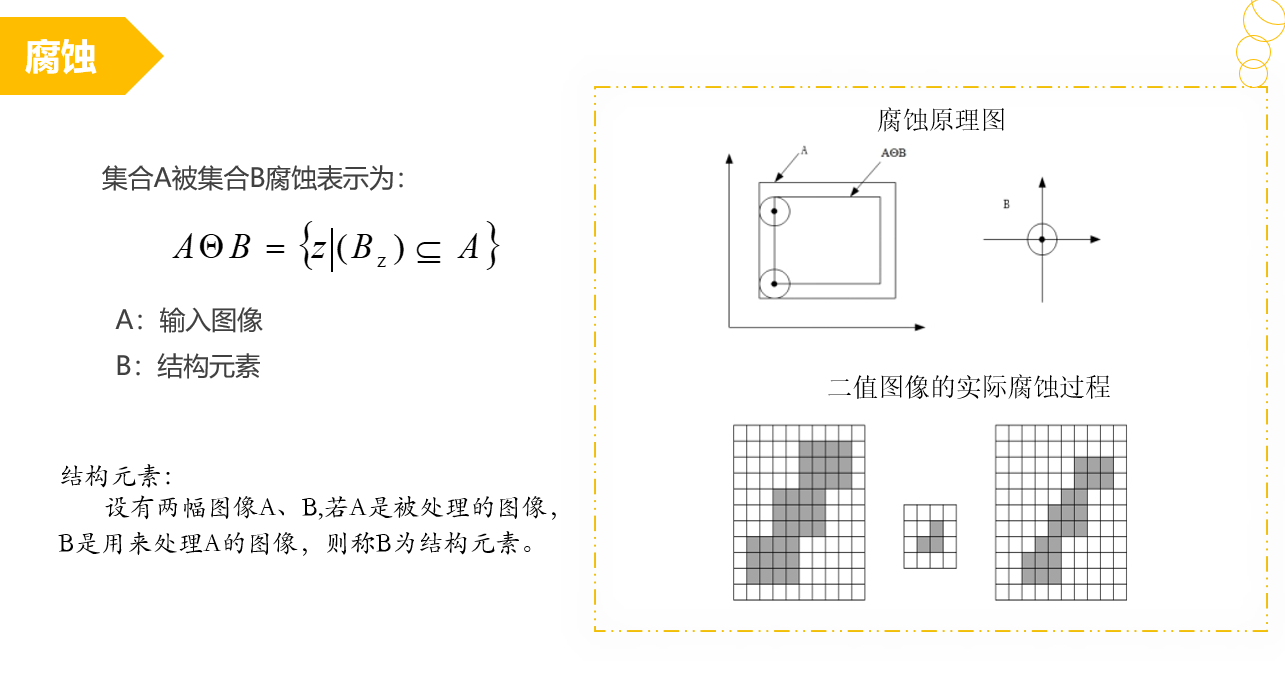 腐蚀
集合A被集合B腐蚀表示为：
AΘB = {z|(Bz)⊆ A}
A：输入图像
B：结构元素
结构元素：
设有两幅图像A、B,若A是被处理的图像，
B是用来处理A的图像，则称B为结构元素。
腐蚀原理图
A
AΘB
B
二值图像的实际腐蚀过程